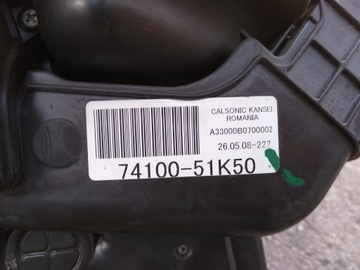 CALSONIC KANSEI
ROMANIA
A33000B0700002
26.05.08-227
74100-51K50